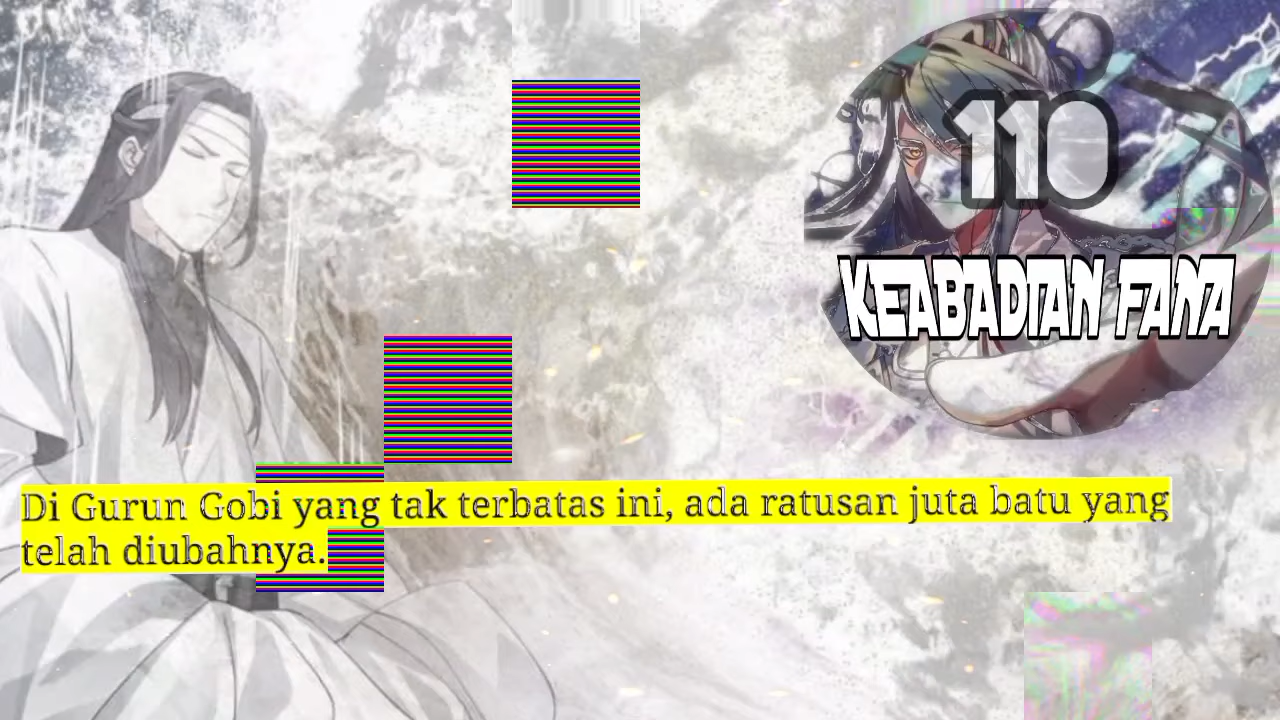 110
KEABADIAN FANA
Di Gurun Gobi yang tak terbatas ini, ada ratusan juta batu yang
telah diubahnya.